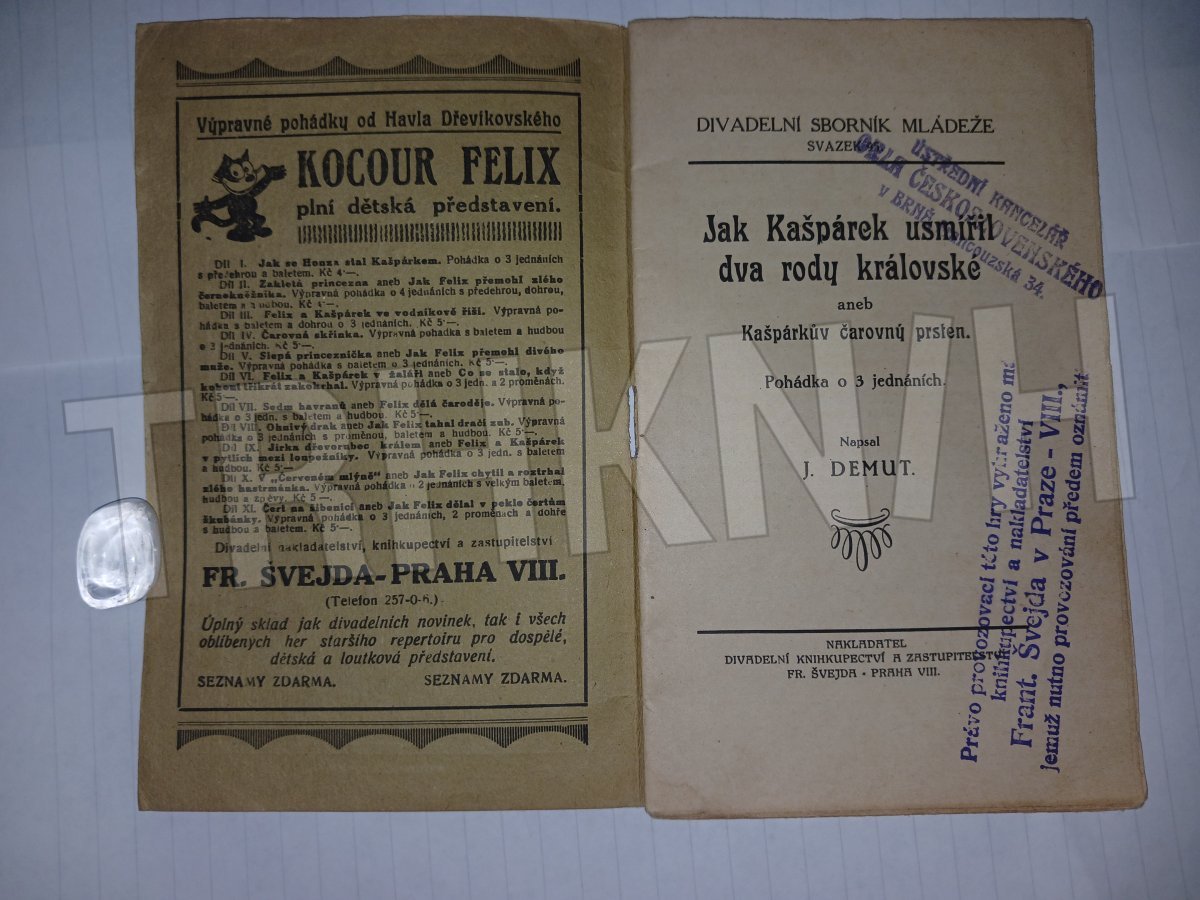 Výpravné pohádky od Havla Dřevíkovského
KOCOUR FELIX
plní dětská představení.
Díl I. Jak se Honza stal Kašpárkem. Pohádka o 3 jednáních
s předehrou a baletem. Kč 4·—.
Díl II. Zakletá princezna aneb Jak Felix přemohl zlého
černokněžníka. Výpravná pohádka o 4 jednáních s předehrou, dohrou,
baletem a hudbou. Kč 4·—.
Díl III. Felix a Kašpárek ve vodníkově říši. Výpravná po-
hádka s baletem a dohrou o 3 jednáních. Kč 5·—.
Díl IV. Čarovná skřínka. Výpravná pohádka s baletem a hudbou
o 3 jednáních. Kč 5·—.
Díl V. Slepá princeznička aneb Jak Felix přemohl divého
muže. Výpravná pohádka s baletem o 3 jednáních. Kč 5·—.
Díl VI. Felix a Kašpárek v žaláři aneb Co se stalo, když
kohout třikrát zakokrhal. Výpravná pohádka o 3 jedn. a 2 proměnách.
Kč 5·—.
Díl VII. Sedm havranů aneb Felix dělá čaroděje. Výpravná po-
hádka o 3 jedn. s baletem a hudbou. Kč 5·—.
Díl VIII. Ohnivý drak aneb Jak Felix tahal dračí zub. Výpravná
pohádka o 3 jednáních s proměnou, baletem a hudbou. Kč 5·—.
Díl IX. Jirka dřevorubec králem aneb Felix a Kašpárek
v pytlích mezi loupežníky. Výpravná pohádka o 3 jedn. s baletem
a hudbou. Kč 5·—
Díl X. V „Červeném mlýně“ aneb Jak Felix chytil a roztrhal
zlého hastrmánka. Výpravná pohádka o 2 jednáních s velkým baletem,
hudbou a zpěvy. Kč 5·—.
Díl XI. Čert na šibenici aneb Jak Felix dělal v pekle čertům
škubánky. Výpravná pohádka o 3 jednáních, 2 proměnách a dohře
s hudbou a baletem. Kč 5·—.
Divadelní nakladatelství, knihkupectví a zastupitelství
FR. ŠVEJDA-PRAHA VIII.
(Telefon 257-0-6.)
Úplný sklad jak divadelních novinek, tak i všech
oblíbených her staršího repertoiru pro dospělé,
dětská a loutková představení.
SEZNAMY ZDARMA. SEZNAMY ZDARMA.
DIVADELNÍ SBORNÍK MLÁDEŽE
SVAZEK
ÚSTŘEDNÍ KANCELÁŘ
ORLA ČESKOSLOVENSKÉHO
v BRNĚ 34.
Jak Kašpárek usmířil
dva rody královské
aneb
Kašpárkův čarovný prsten.
Pohádka o 3 jednáních.
Napsal
J. DEMUT.
NAKLADATEL
DIVADELNÍ KNIHKUPECTVÍ A ZASTUPITELSTVÍ
FR. ŠVEJDA · PRAHA VIII.
Právo provozovací této hry vyhraženo má
knihkupectví a nakladatelství
Frant. Švejda v Praze - VIII.,
jemuž nutno provozování předem oznámit
TRHKNIH